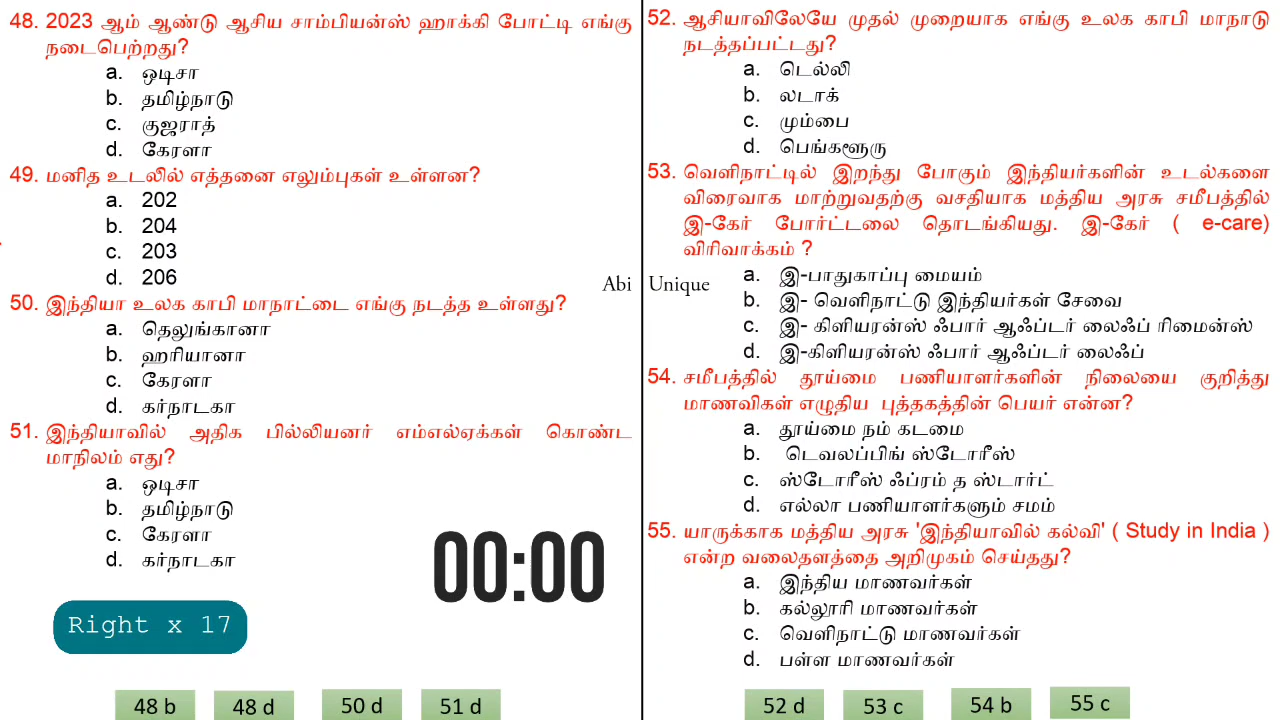 48. 2023 ஆம் ஆண்டு ஆசிய சாம்பியன்ஸ் ஹாக்கி போட்டி எங்கு
நடைபெற்றது?
a. ஒடிசா
b. தமிழ்நாடு
c. குஜராத்
d. கேரளா
49. மனித உடலில் எத்தனை எலும்புகள் உள்ளன?
a. 202
b. 204
c. 203
d. 206
50. இந்தியா உலக காபி மாநாட்டை எங்கு நடத்த உள்ளது?
a. தெலுங்கானா
b. ஹரியானா
c. கேரளா
d. கர்நாடகா
51. இந்தியாவில் அதிக பில்லியனர் எம்எல்ஏக்கள் கொண்ட
மாநிலம் எது?
a. ஒடிசா
b. தமிழ்நாடு
c. கேரளா
d. கர்நாடகா
00:00
Right x 17
48 b 48 d 50 d 51 d
Abi Unique
52. ஆசியாவிலேயே முதல் முறையாக எங்கு உலக காபி மாநாடு
நடத்தப்பட்டது?
a. டெல்லி
b. லடாக்
c. மும்பை
d. பெங்களூரு
53. வெளிநாட்டில் இறந்து போகும் இந்தியர்களின் உடல்களை
விரைவாக மாற்றுவதற்கு வசதியாக மத்திய அரசு சமீபத்தில்
இ-கேர் போர்ட்டலை தொடங்கியது. இ-கேர் ( e-care)
விரிவாக்கம் ?
a. இ-பாதுகாப்பு மையம்
b. இ- வெளிநாட்டு இந்தியர்கள் சேவை
c. இ- கிளியரன்ஸ் ஃபார் ஆஃப்டர் லைஃப் ரிமைன்ஸ்
d. இ-கிளியரன்ஸ் ஃபார் ஆஃப்டர் லைஃப்
54. சமீபத்தில் தூய்மை பணியாளர்களின் நிலையை குறித்து
மாணவிகள் எழுதிய புத்தகத்தின் பெயர் என்ன?
a. தூய்மை நம் கடமை
b. டெவலப்பிங் ஸ்டோரீஸ்
c. ஸ்டோரீஸ் ஃப்ரம் த ஸ்டார்ட்
d. எல்லா பணியாளர்களும் சமம்
55. யாருக்காக மத்திய அரசு 'இந்தியாவில் கல்வி' ( Study in India )
என்ற வலைதளத்தை அறிமுகம் செய்தது?
a. இந்திய மாணவர்கள்
b. கல்லூரி மாணவர்கள்
c. வெளிநாட்டு மாணவர்கள்
d. பள்ள மாணவர்கள்
52 d 53 c 54 b 55 c